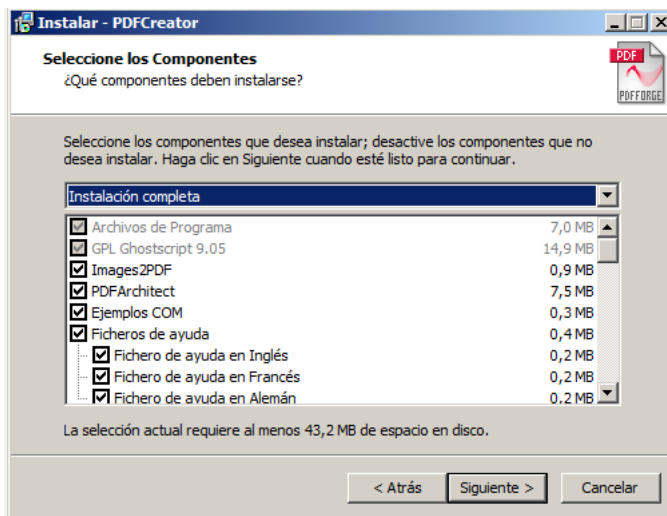 Instalar - PDFCreator
Seleccione los Componentes
¿Qué componentes deben instalarse?
PDF
PDFFORGE
Seleccione los componentes que desea instalar; desactive los componentes que no
desea instalar. Haga clic en Siguiente cuando esté listo para continuar.
Instalación completa
Archivos de Programa 7,0 MB
GPL Ghostscript 9.05 14,9 MB
Images2PDF 0,9 MB
PDFArchitect 7,5 MB
Ejemplos COM 0,3 MB
Ficheros de ayuda 0,4 MB
Fichero de ayuda en Inglés 0,2 MB
Fichero de ayuda en Francés 0,2 MB
Fichero de ayuda en Alemán 0,2 MB
La selección actual requiere al menos 43,2 MB de espacio en disco.
< Atrás Siguiente > Cancelar